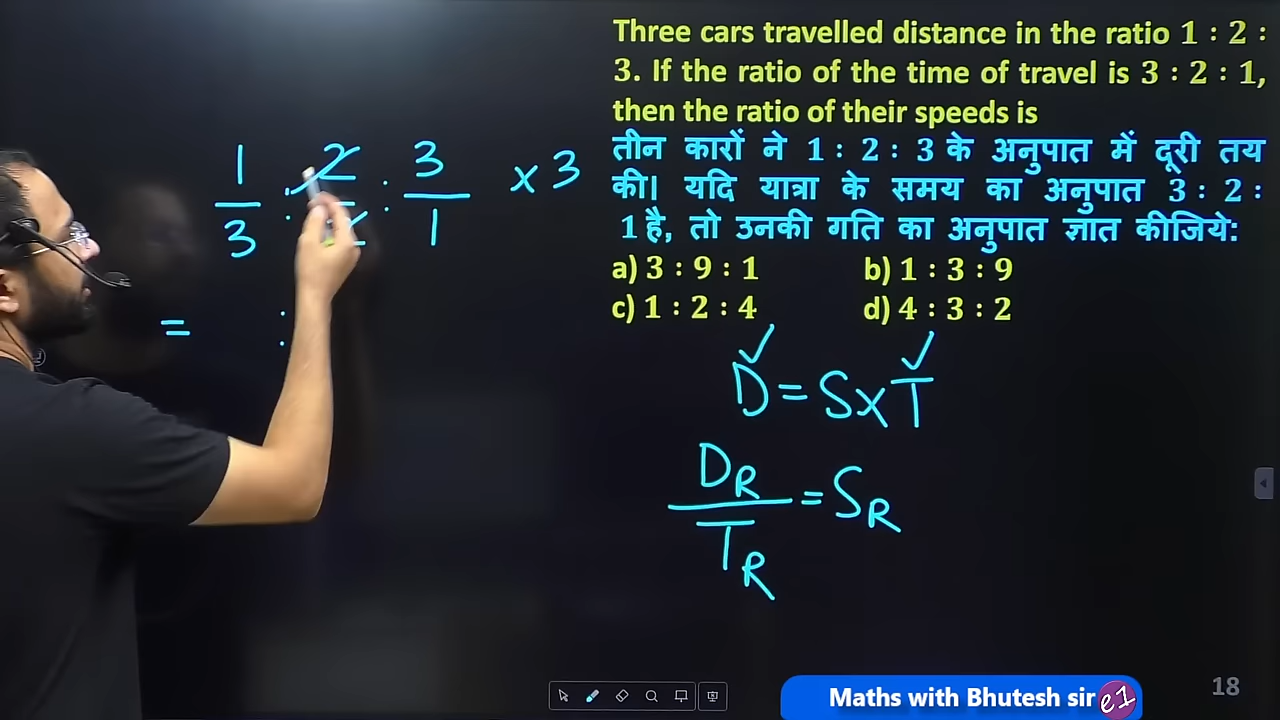 Three cars travelled distance in the ratio 1 : 2 :
3. If the ratio of the time of travel is 3 : 2 : 1,
then the ratio of their speeds is
तीन कारों ने 1 : 2 : 3 के अनुपात में दूरी तय
की। यदि यात्रा के समय का अनुपात 3 : 2 :
1 है, तो उनकी गति का अनुपात ज्ञात कीजिये:
a) 3 : 9 : 1 b) 1 : 3 : 9
c) 1 : 2 : 4 d) 4 : 3 : 2
1/3 : 2/2 : 3/1 × 3
= :
D = S × T
D_R / T_R = S_R
Maths with Bhutesh sir e1
18